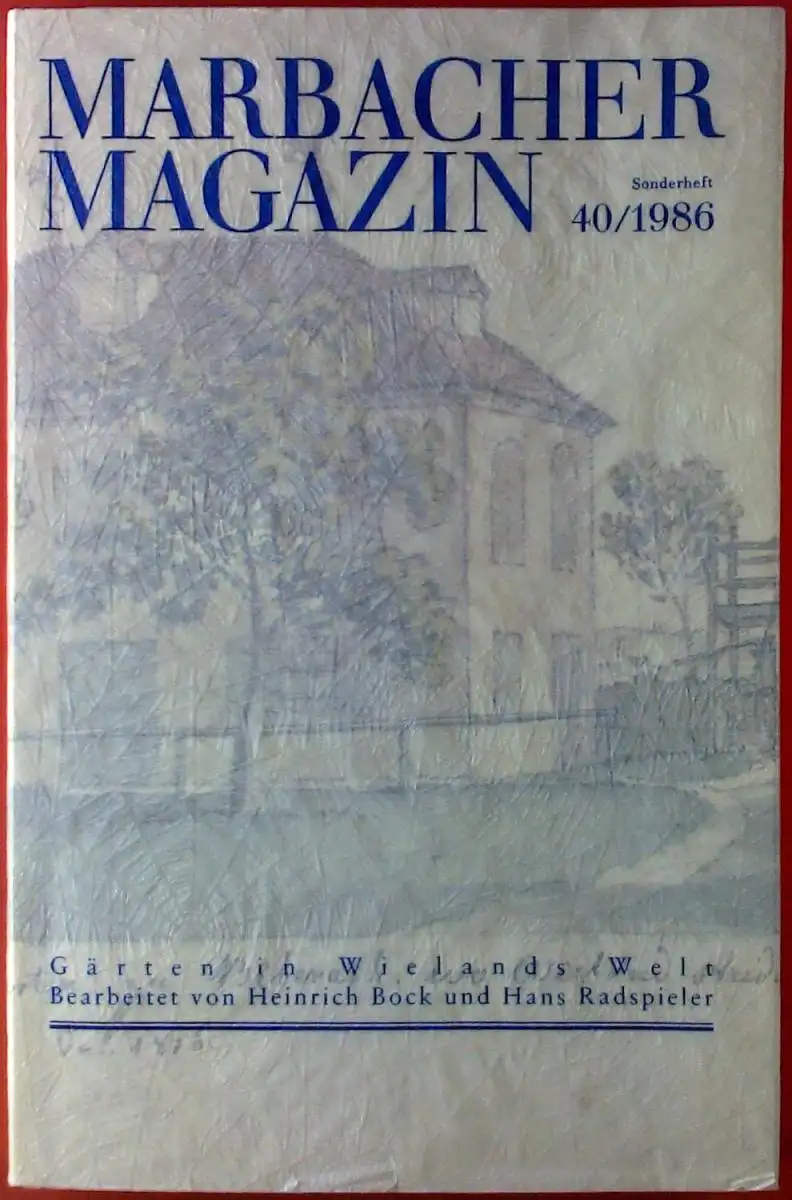 MARBACHER
MAGAZIN
Sonderheft
40/1986
Gärten in Wielands Welt
Bearbeitet von Heinrich Bock und Hans Radspieler